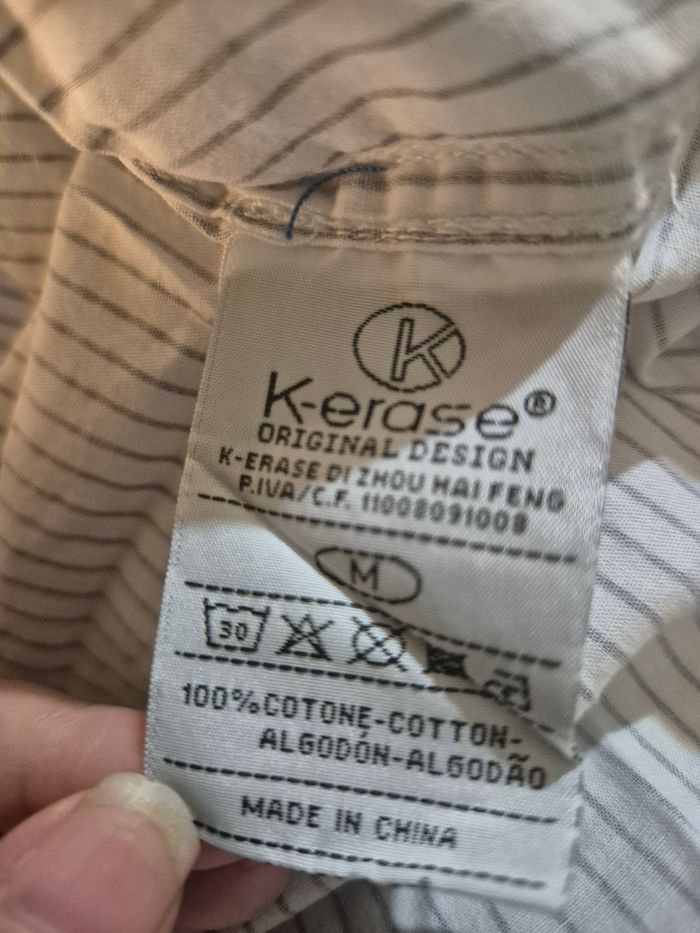 K
K-erase®
ORIGINAL DESIGN
K-ERASE DI ZHOU HAI FENG
P.IVA/C.F. 11008091008
M
30
100%COTONE-COTTON-
ALGODÓN-ALGODÃO
MADE IN CHINA